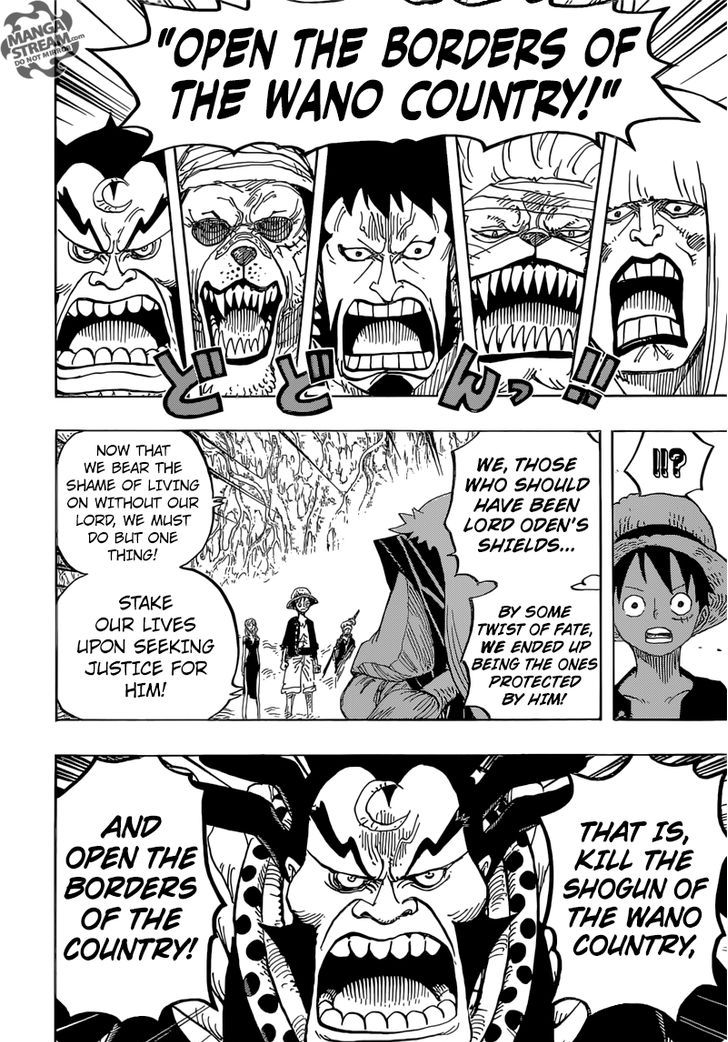 MANGA
STREAM.com
DO NOT MIRROR
"OPEN THE BORDERS OF
THE WANO COUNTRY!"
どどんっ!!
!!?
WE, THOSE
WHO SHOULD
HAVE BEEN
LORD ODEN'S
SHIELDS...
BY SOME
TWIST OF FATE,
WE ENDED UP
BEING THE ONES
PROTECTED
BY HIM!
NOW THAT
WE BEAR THE
SHAME OF LIVING
ON WITHOUT OUR
LORD, WE MUST
DO BUT ONE
THING!
STAKE
OUR LIVES
UPON SEEKING
JUSTICE FOR
HIM!
THAT IS,
KILL THE
SHOGUN OF
THE WANO
COUNTRY,
AND
OPEN THE
BORDERS
OF THE
COUNTRY!